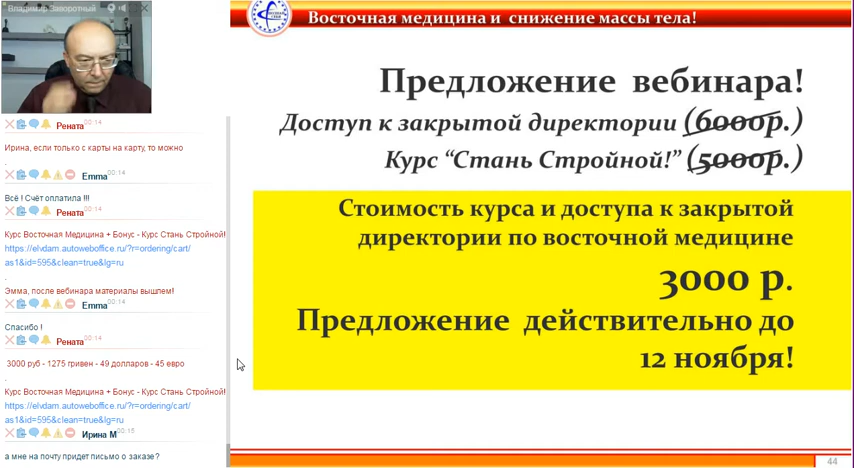 Владимир Заворотный
Рената 00:14
Ирина, если только с карты на карту, то можно
.
Emma 00:14
Всё ! Счёт оплатила !!!
Рената 00:14
Курс Восточная Медицина + Бонус - Курс Стань Стройной!
https://elvdam.autoweboffice.ru/?r=ordering/cart/
as1&id=595&clean=true&lg=ru
.
Эмма, после вебинара материалы вышлем!
Emma 00:14
Спасибо !
Рената 00:14
3000 руб - 1275 гривен - 49 долларов - 45 евро
.
Курс Восточная Медицина + Бонус - Курс Стань Стройной!
https://elvdam.autoweboffice.ru/?r=ordering/cart/
as1&id=595&clean=true&lg=ru
Ирина М 00:15
а мне на почту придет письмо о заказе?
Восточная медицина и снижение массы тела!
Предложение вебинара!
Доступ к закрытой директории (6000р.)
Курс “Стань Стройной!” (5000р.)
Стоимость курса и доступа к закрытой
директории по восточной медицине
3000 р.
Предложение действительно до
12 ноября!
44